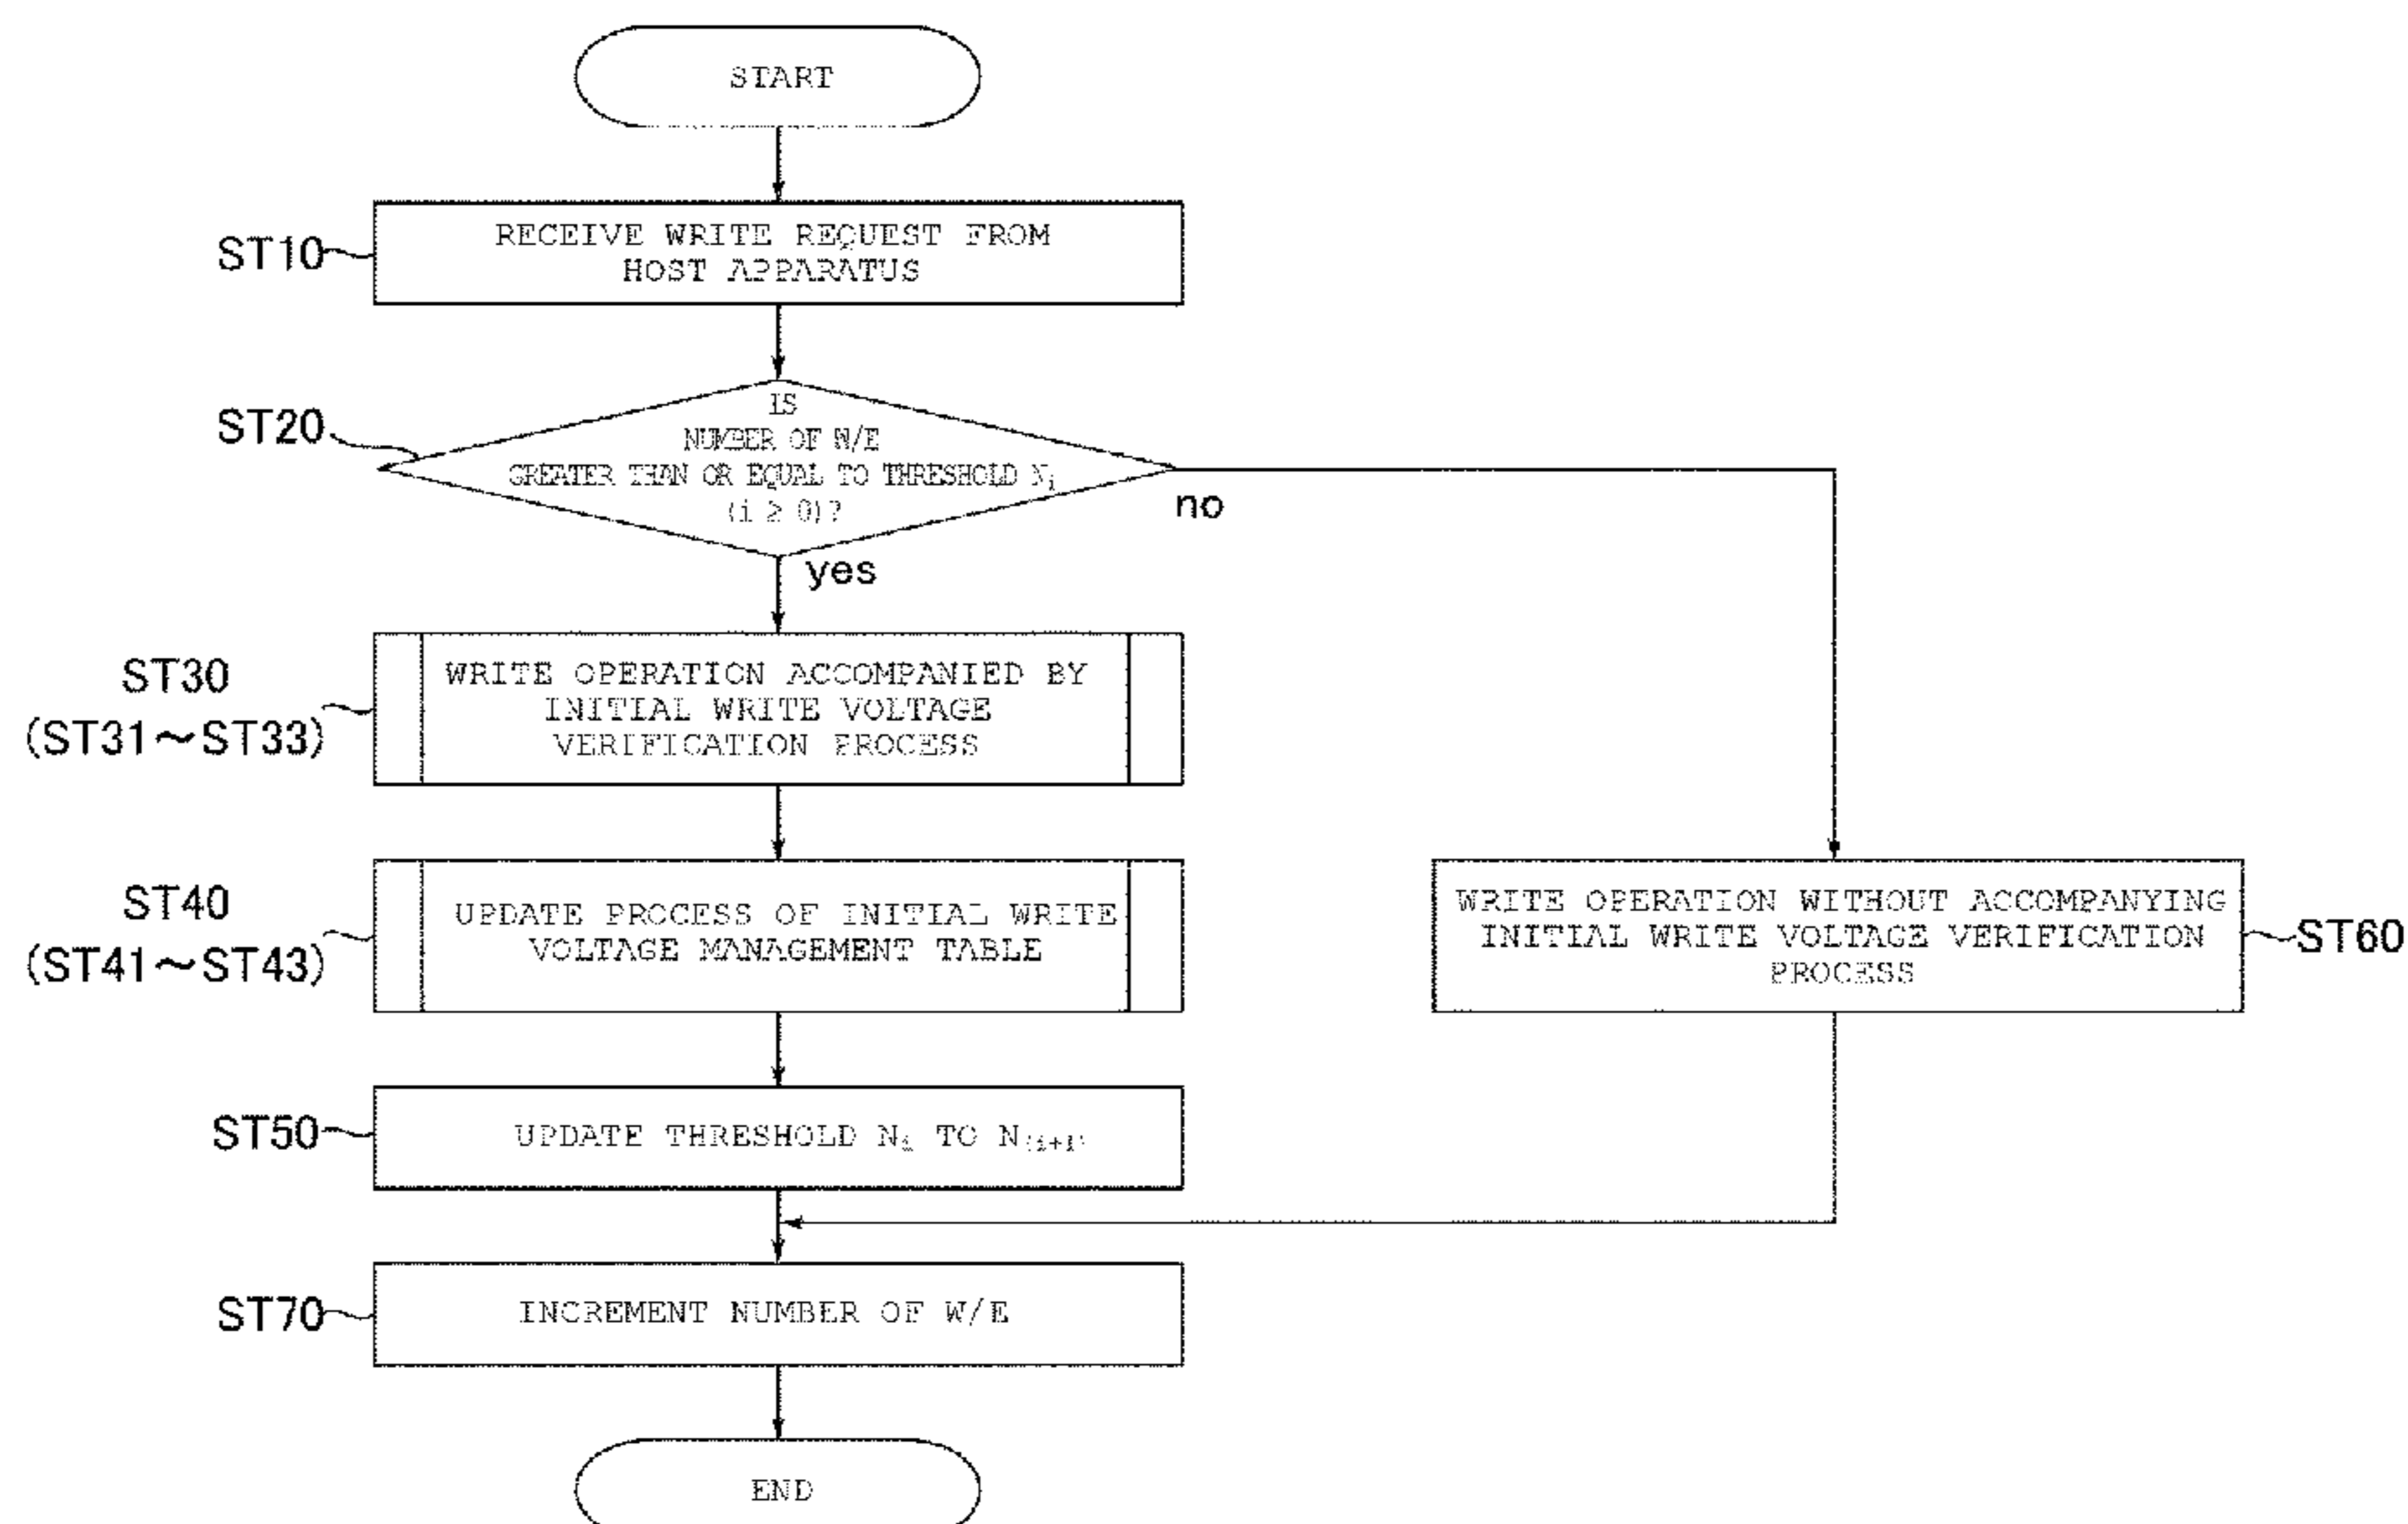 START
ST10
RECEIVE WRITE REQUEST FROM
HOST APPARATUS
ST20
IS
NUMBER OF W/E
GREATER THAN OR EQUAL TO THRESHOLD Ni
(i ≥ 0)?
no
yes
ST30
(ST31～ST33)
WRITE OPERATION ACCOMPANIED BY
INITIAL WRITE VOLTAGE
VERIFICATION PROCESS
ST40
(ST41～ST43)
UPDATE PROCESS OF INITIAL WRITE
VOLTAGE MANAGEMENT TABLE
WRITE OPERATION WITHOUT ACCOMPANYING
INITIAL WRITE VOLTAGE VERIFICATION
PROCESS
ST60
ST50
UPDATE THRESHOLD Ni TO N(i+1)
ST70
INCREMENT NUMBER OF W/E
END